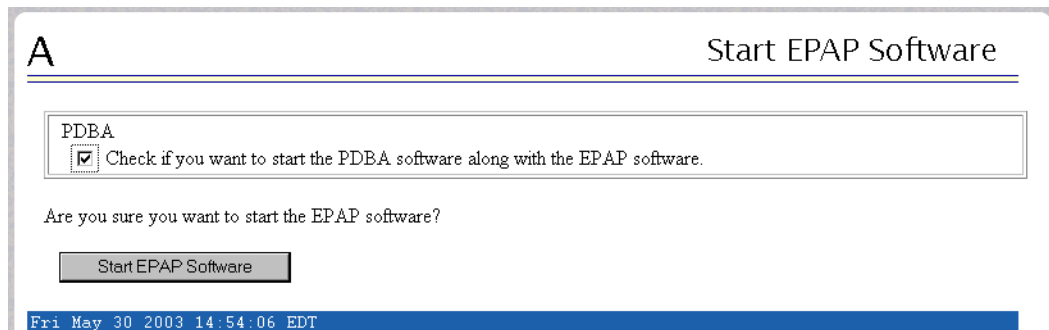 A
Start EPAP Software
PDBA
Check if you want to start the PDBA software along with the EPAP software.
Are you sure you want to start the EPAP software?
Start EPAP Software
Fri May 30 2003 14:54:06 EDT